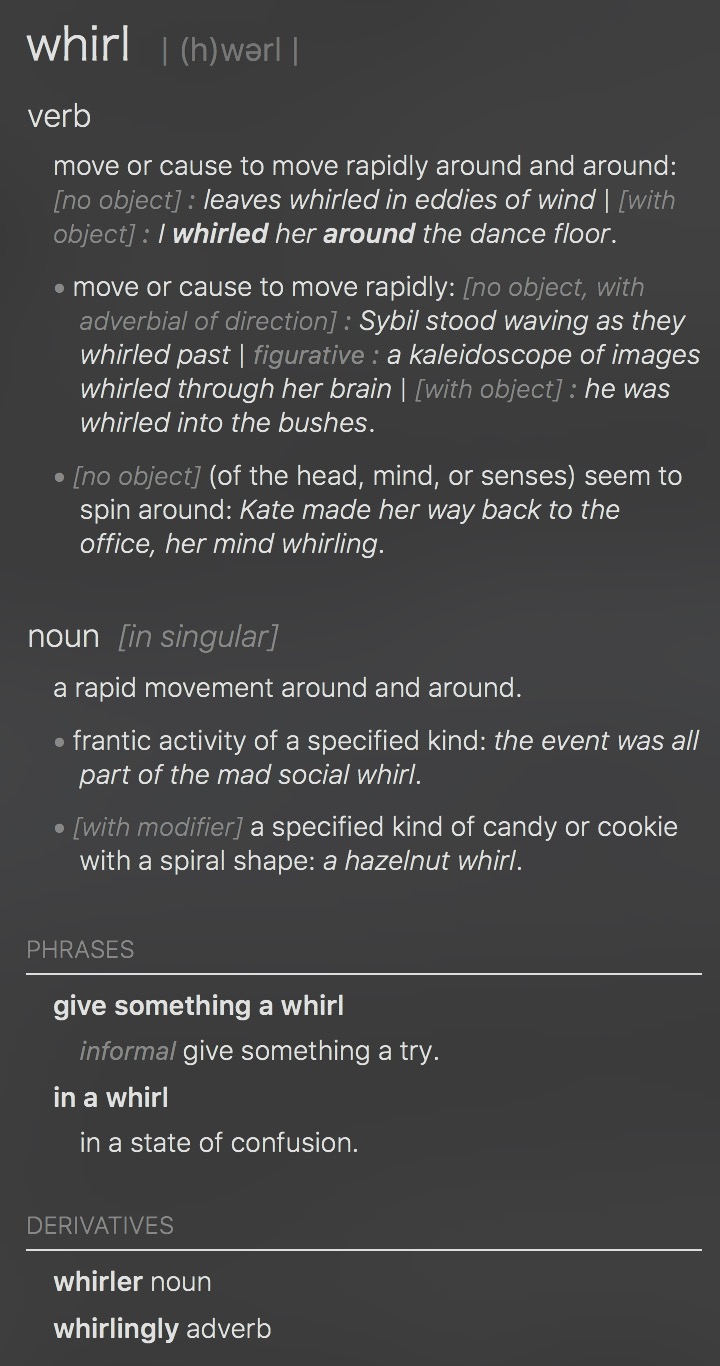 whirl | (h)wərl |
verb
move or cause to move rapidly around and around:
[no object] : leaves whirled in eddies of wind | [with
object] : I whirled her around the dance floor.
• move or cause to move rapidly: [no object, with
adverbial of direction] : Sybil stood waving as they
whirled past | figurative : a kaleidoscope of images
whirled through her brain | [with object] : he was
whirled into the bushes.
• [no object] (of the head, mind, or senses) seem to
spin around: Kate made her way back to the
office, her mind whirling.
noun [in singular]
a rapid movement around and around.
• frantic activity of a specified kind: the event was all
part of the mad social whirl.
• [with modifier] a specified kind of candy or cookie
with a spiral shape: a hazelnut whirl.
PHRASES
give something a whirl
informal give something a try.
in a whirl
in a state of confusion.
DERIVATIVES
whirler noun
whirlingly adverb